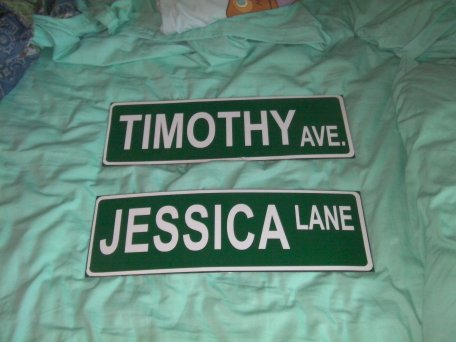 TIMOTHY AVE.
JESSICA LANE